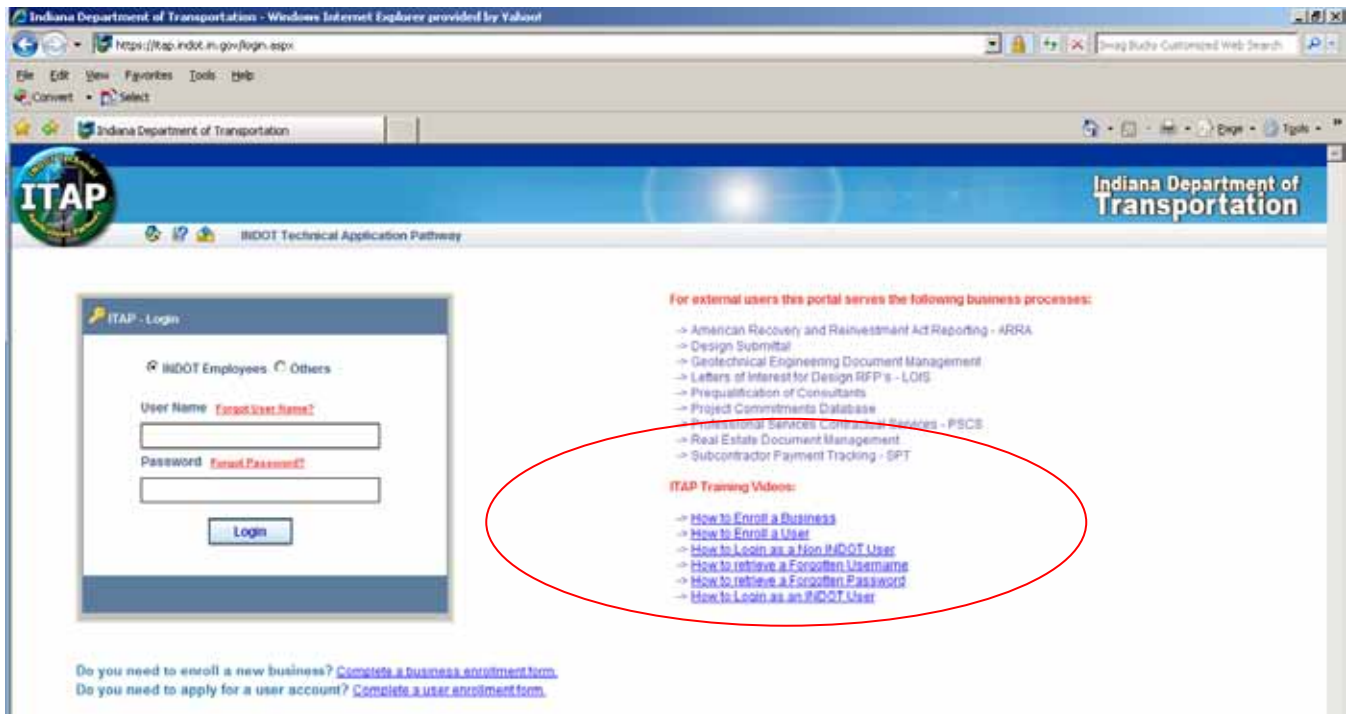 Indiana Department of Transportation - Windows Internet Explorer provided by Yahoo!
https://itap.indot.in.gov/login.aspx
Swag Bucks Customized Web Search
File Edit View Favorites Tools Help
Convert Select
Indiana Department of Transportation
Page Tools
ITAP
Indiana Department of
Transportation
INDOT Technical Application Pathway
ITAP - Login
INDOT Employees Others
User Name Forgot User Name?
Password Forgot Password?
Login
For external users this portal serves the following business processes:
-> American Recovery and Reinvestment Act Reporting - ARRA
-> Design Submittal
-> Geotechnical Engineering Document Management
-> Letters of Interest for Design RFP's - LOIS
-> Prequalification of Consultants
-> Project Commitments Database
-> Professional Services Contractual Services - PSCS
-> Real Estate Document Management
-> Subcontractor Payment Tracking - SPT
ITAP Training Videos:
-> How to Enroll a Business
-> How to Enroll a User
-> How to Login as a Non INDOT User
-> How to retrieve a Forgotten Username
-> How to retrieve a Forgotten Password
-> How to Login as an INDOT User
Do you need to enroll a new business? Complete a business enrollment form.
Do you need to apply for a user account? Complete a user enrollment form.